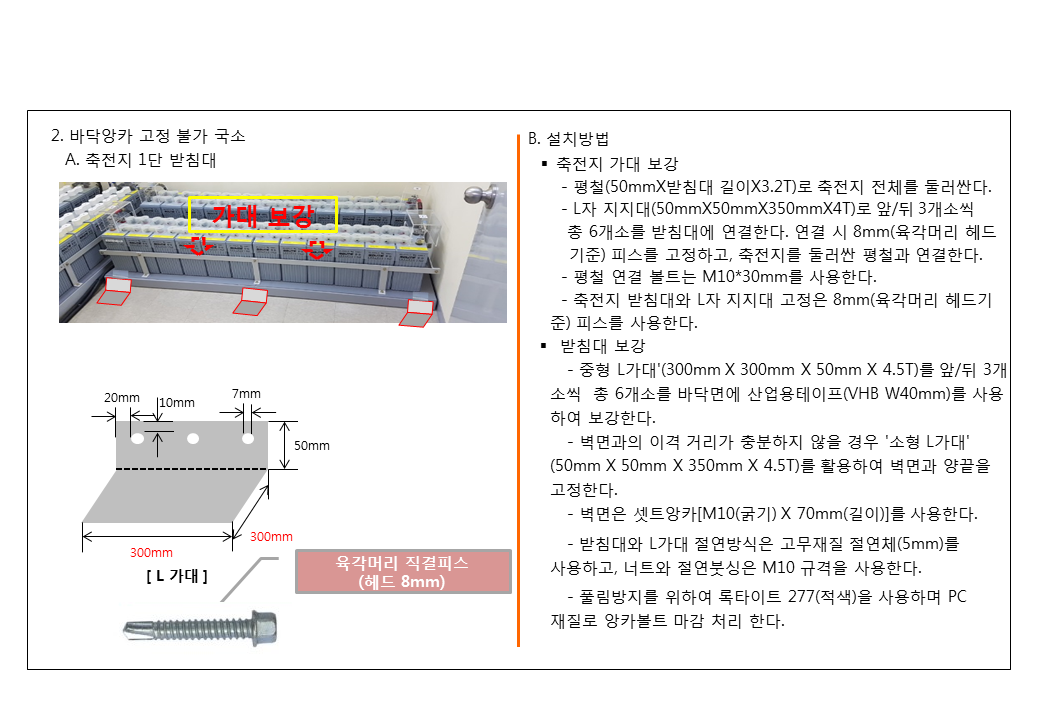 2. 바닥앙카 고정 불가 국소
A. 축전지 1단 받침대
가대 보강
20mm
10mm
7mm
50mm
300mm
300mm
[ L 가대 ]
육각머리 직결피스
(헤드 8mm)
B. 설치방법
▪ 축전지 가대 보강
- 평철(50mmX받침대 길이X3.2T)로 축전지 전체를 둘러싼다.
- L자 지지대(50mmX50mmX350mmX4T)로 앞/뒤 3개소씩
총 6개소를 받침대에 연결한다. 연결 시 8mm(육각머리 헤드
기준) 피스를 고정하고, 축전지를 둘러싼 평철과 연결한다.
- 평철 연결 볼트는 M10*30mm를 사용한다.
- 축전지 받침대와 L자 지지대 고정은 8mm(육각머리 헤드기
준) 피스를 사용한다.
▪ 받침대 보강
- 중형 L가대'(300mm X 300mm X 50mm X 4.5T)를 앞/뒤 3개
소씩 총 6개소를 바닥면에 산업용테이프(VHB W40mm)를 사용
하여 보강한다.
- 벽면과의 이격 거리가 충분하지 않을 경우 '소형 L가대'
(50mm X 50mm X 350mm X 4.5T)를 활용하여 벽면과 양끝을
고정한다.
- 벽면은 셋트앙카[M10(굵기) X 70mm(길이)]를 사용한다.
- 받침대와 L가대 절연방식은 고무재질 절연체(5mm)를
사용하고, 너트와 절연붓싱은 M10 규격을 사용한다.
- 풀림방지를 위하여 록타이트 277(적색)을 사용하며 PC
재질로 앙카볼트 마감 처리 한다.